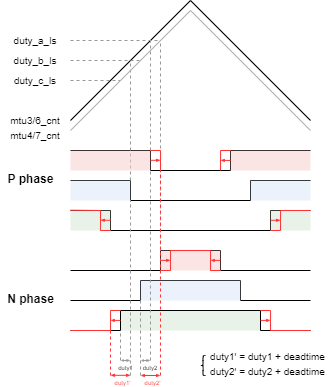 duty_a_ls
duty_b_ls
duty_c_ls
mtu3/6_cnt
mtu4/7_cnt
P phase
N phase
duty1 duty2
duty1' duty2'
duty1' = duty1 + deadtime
duty2' = duty2 + deadtime